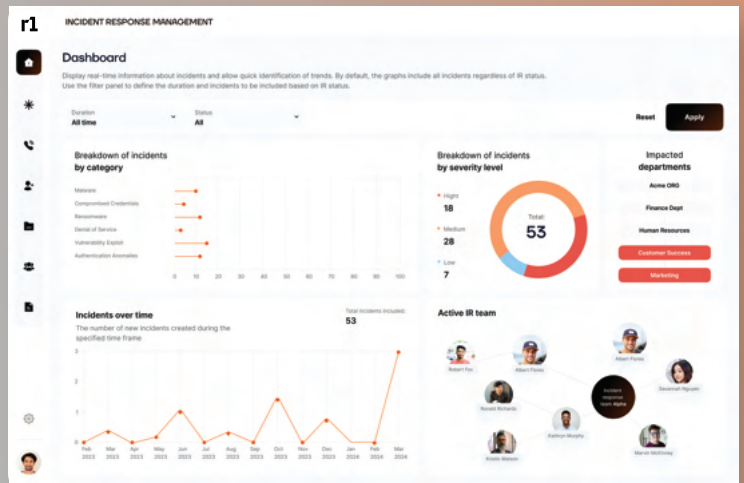 r1
INCIDENT RESPONSE MANAGEMENT
Dashboard
Display real-time information about incidents and allow quick identification of trends. By default, the graphs include all incidents regardless of IR status.
Use the filter panel to define the duration and incidents to be included based on IR status.
Duration
All time
Status
All
Reset
Apply
Breakdown of incidents
by category
Malware
Compromised Credentials
Ransomware
Denial of Service
Vulnerability Exploit
Authentication Anomalies
0 10 20 30 40 50 60 70 80 90 100
Breakdown of incidents
by severity level
Hight
18
Medium
28
Low
7
Total:
53
Impacted
departments
Acme ORG
Finance Dept
Human Resources
Customer Success
Marketing
Incidents over time
The number of new incidents created during the
specified time frame
Total incidents included:
53
3
2
1
0
Feb Mar Apr May Jun Jul Aug Sep Oct Nov Dec Jan Feb Mar
2023 2023 2023 2023 2023 2023 2023 2023 2023 2023 2023 2024 2024 2024
Active IR team
Robert Fox
Albert Flores
Albert Flores
Savannah Nguyen
Ronald Richards
Incident
response
team Alpha
Kathryn Murphy
Kristin Watson
Marvin McKinney